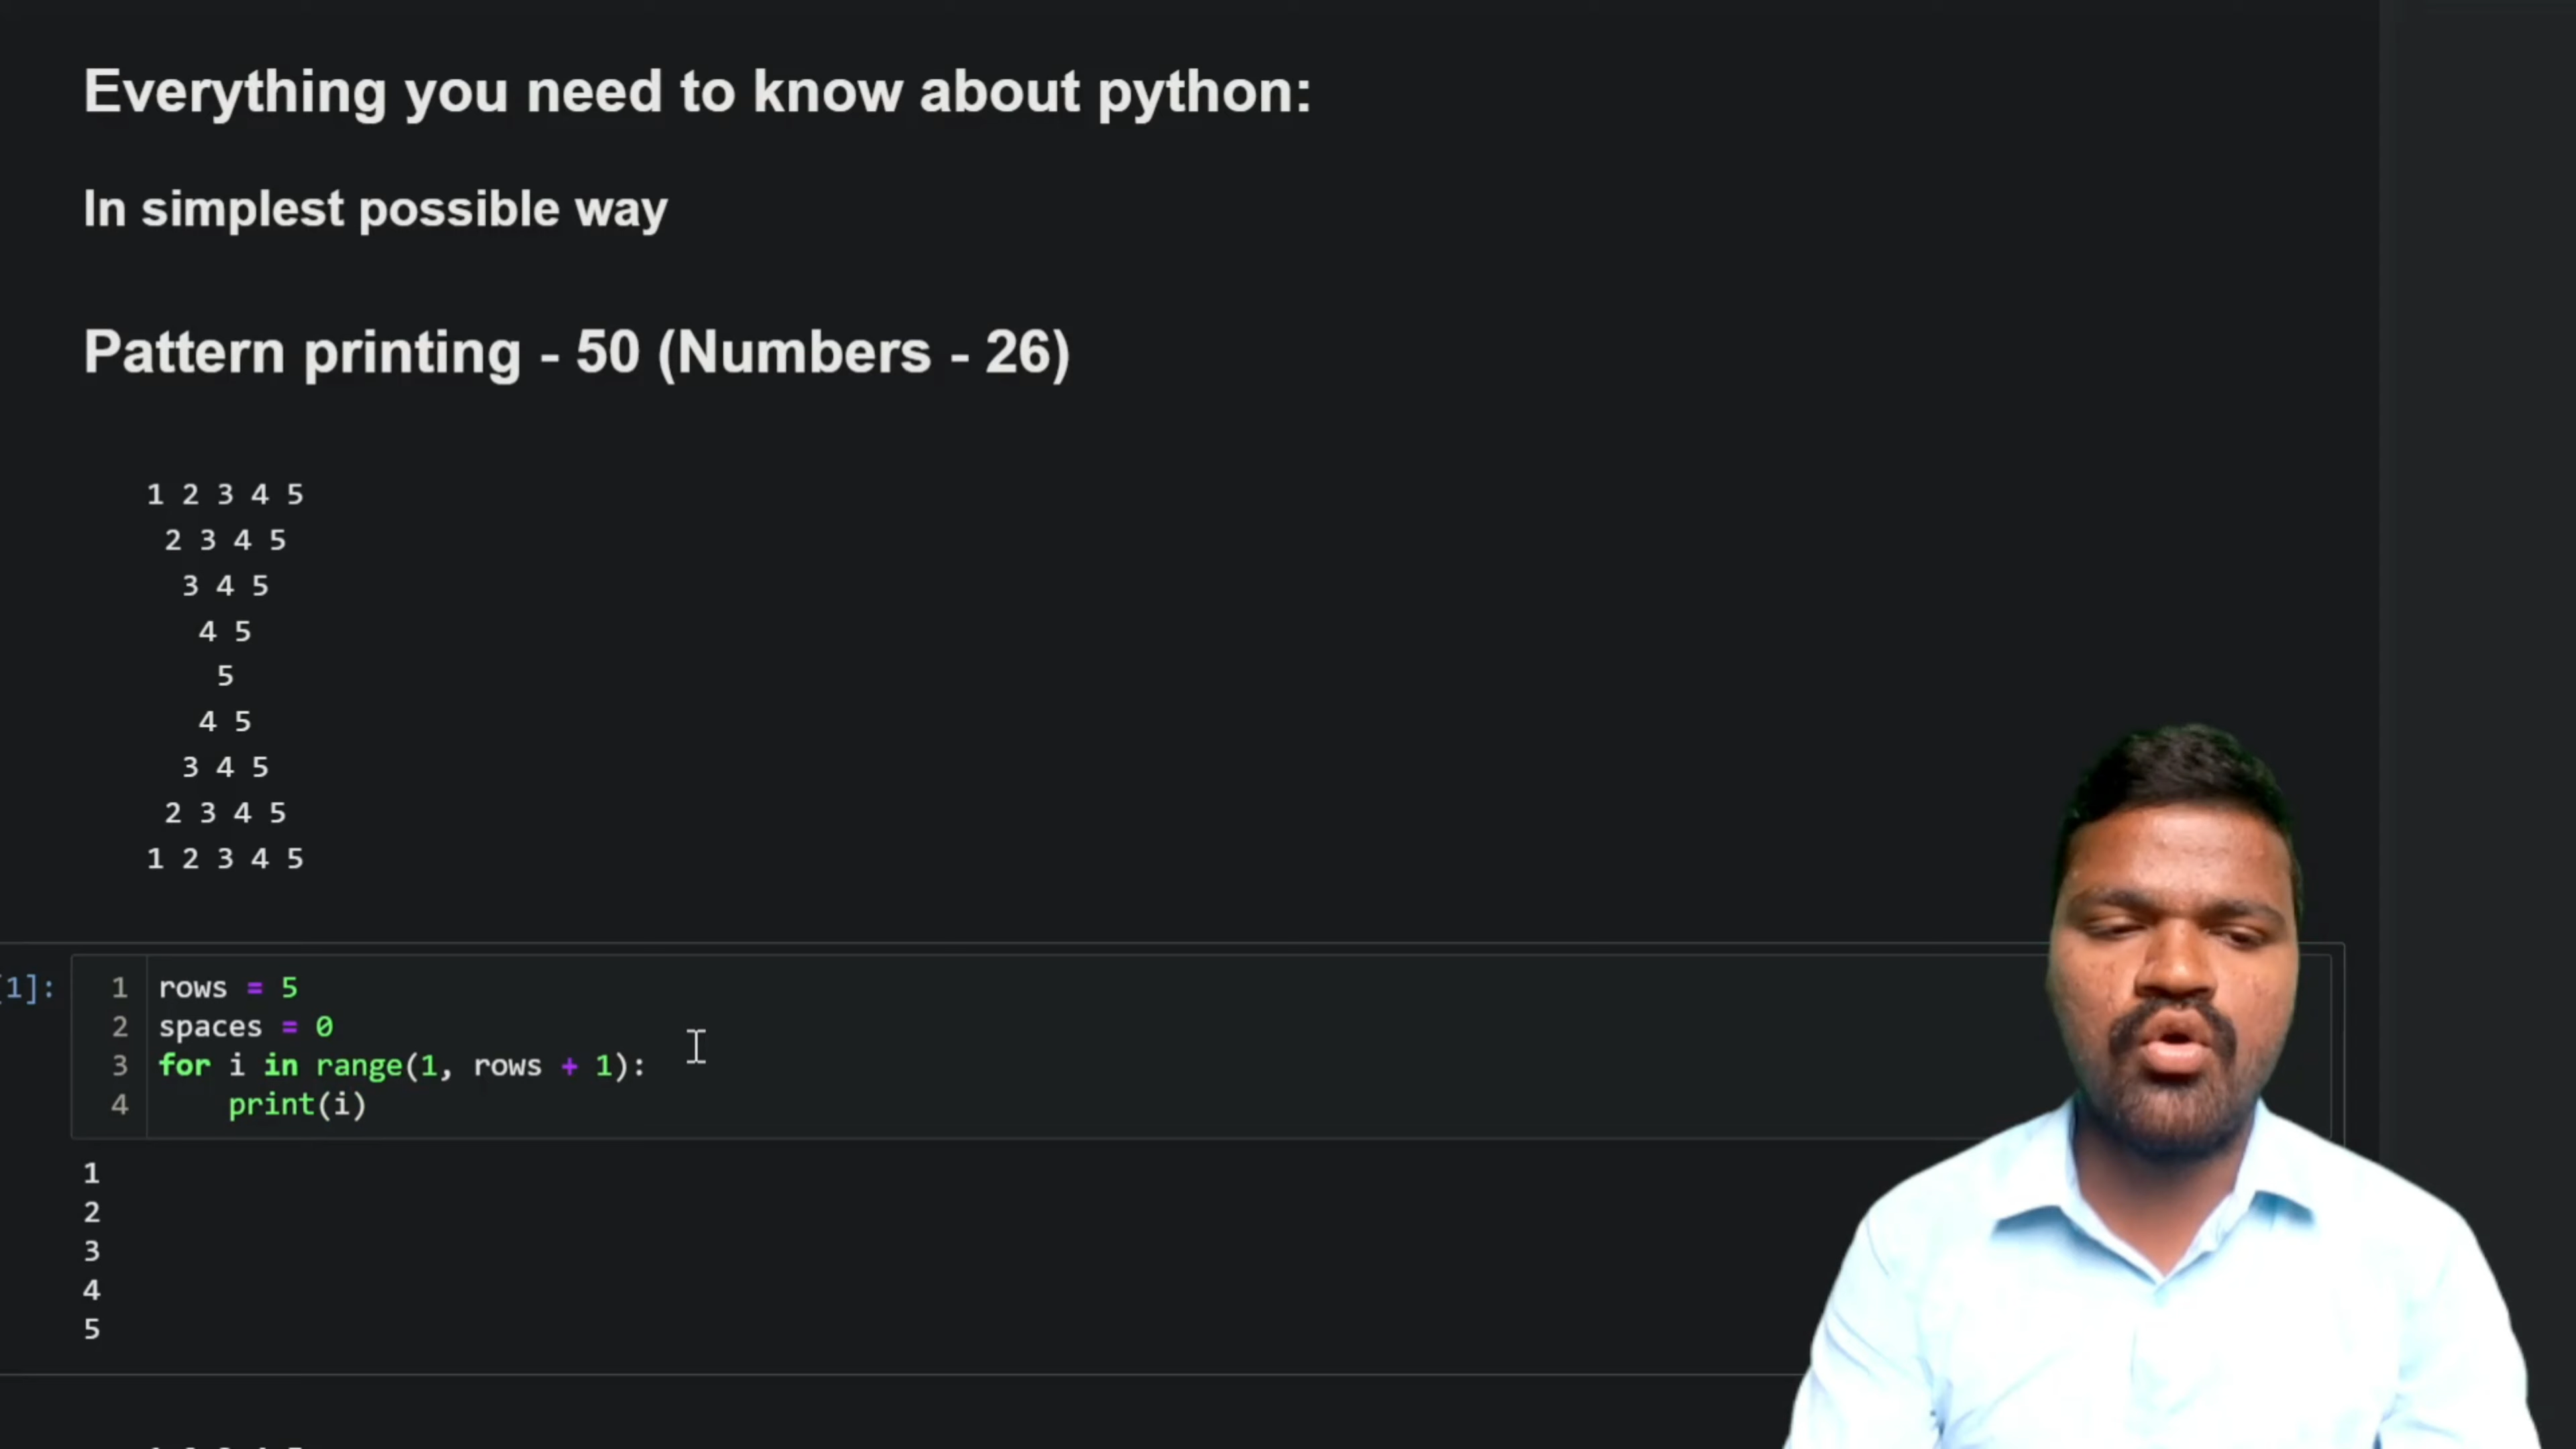 Everything you need to know about python:
In simplest possible way
Pattern printing - 50 (Numbers - 26)
1 2 3 4 5
2 3 4 5
3 4 5
4 5
5
4 5
3 4 5
2 3 4 5
1 2 3 4 5
[1]:
1 rows = 5
2 spaces = 0
3 for i in range(1, rows + 1):
4 print(i)
1
2
3
4
5